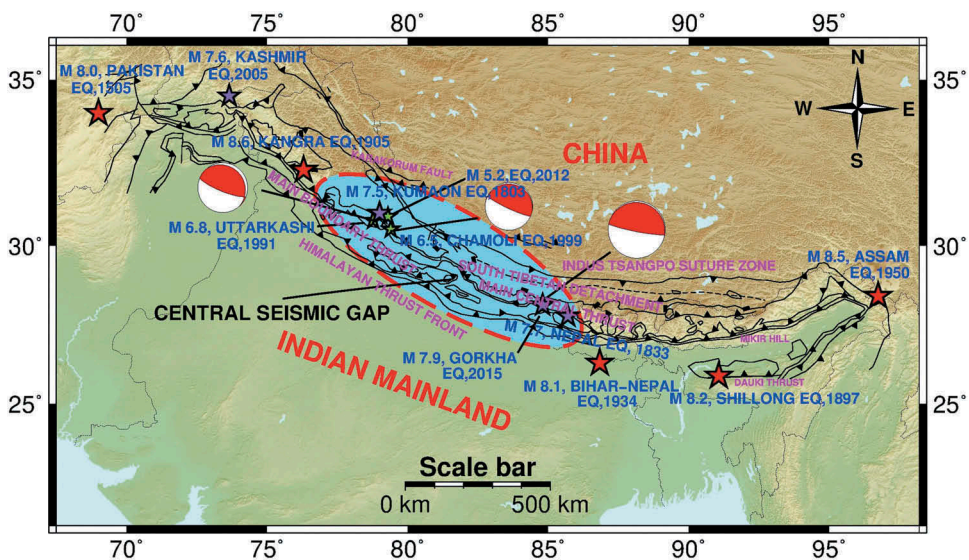 70 75 80 85 90 95
35° 35°
M 7.6, KASHMIR
EQ,2005
M 8.0, PAKISTAN
EQ,1505
N
W E
S
M 8.6, KANGRA EQ,1905
CHINA
KARAKORUM FAULT
M 5.2,EQ,2012
M 7.5, KUMAON EQ,1803
MAIN BOUNDARY THRUST
M 6.8, UTTARKASHI
EQ,1991
M 6.5, CHAMOLI EQ,1999
30° 30°
M 8.5, ASSAM
EQ,1950
INDUS TSANGPO SUTURE ZONE
SOUTH TIBETAN DETACHMENT
MAIN CENTRAL THRUST
HIMALAYAN THRUST FRONT
CENTRAL SEISMIC GAP
M 7.7, NEPAL EQ, 1833
MIKIR HILL
INDIAN MAINLAND
M 7.9, GORKHA
EQ,2015
M 8.1, BIHAR-NEPAL
EQ,1934
DAUKI THRUST
M 8.2, SHILLONG EQ,1897
25° 25°
Scale bar
0 km 500 km
70 75 80 85 90 95